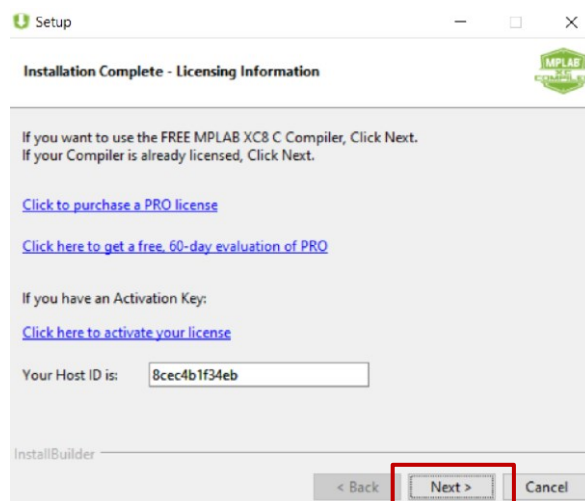 Setup
Installation Complete - Licensing Information
MPLAB
XC
COMPILER
If you want to use the FREE MPLAB XC8 C Compiler, Click Next.
If your Compiler is already licensed, Click Next.
Click to purchase a PRO license
Click here to get a free, 60-day evaluation of PRO
If you have an Activation Key:
Click here to activate your license
Your Host ID is: 8cec4b1f34eb
InstallBuilder
< Back Next > Cancel